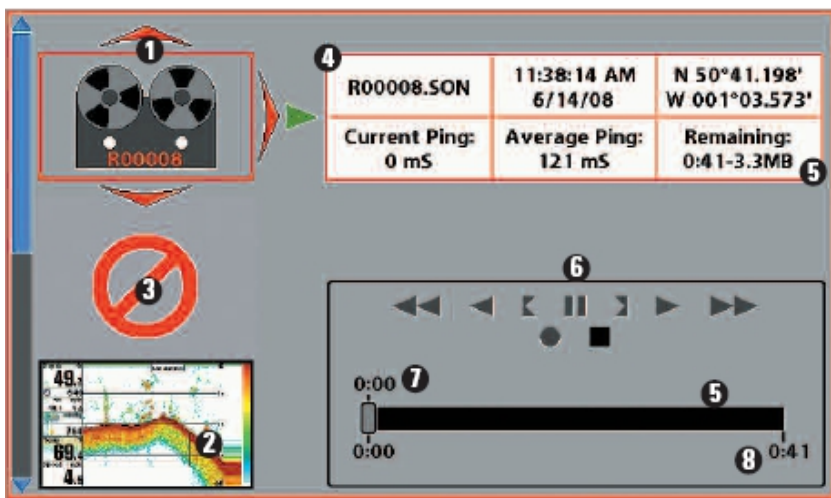 1
R00008
4
R00008.SON
11:38:14 AM
6/14/08
N 50°41.198'
W 001°03.573'
Current Ping:
0 mS
Average Ping:
121 mS
Remaining:
0:41-3.3MB
5
3
49.
2
69.
4.
6
0:00
7
5
0:00
8
0:41